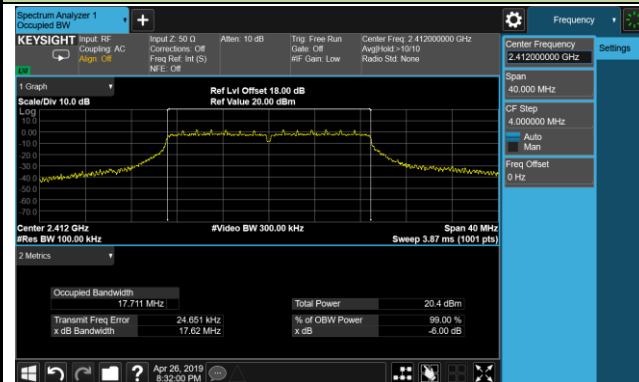 Spectrum Analyzer 1
Occupied BW
+
Frequency
KEYSIGHT
Input: RF
Coupling: AC
Align: Off
Input Z: 50 Ω
Corrections: Off
Freq Ref: Int (S)
NFE: Off
Atten: 10 dB
Trig: Free Run
Gate: Off
#IF Gain: Low
Center Freq: 2.412000000 GHz
Avg|Hold:>10/10
Radio Std: None
Center Frequency
2.412000000 GHz
Settings
Span
40.000 MHz
CF Step
4.000000 MHz
Auto
Man
Freq Offset
0 Hz
1 Graph
Scale/Div 10.0 dB
Ref Lvl Offset 18.00 dB
Ref Value 20.00 dBm
Log
10.0
0.00
-10.0
-20.0
-30.0
-40.0
-50.0
-60.0
-70.0
Center 2.412 GHz
#Video BW 300.00 kHz
Span 40 MHz
#Res BW 100.00 kHz
Sweep 3.87 ms (1001 pts)
2 Metrics
Occupied Bandwidth
17.711 MHz
Total Power
20.4 dBm
Transmit Freq Error
24.651 kHz
% of OBW Power
99.00 %
x dB Bandwidth
17.62 MHz
x dB
-6.00 dB
?
Apr 26, 2019
8:32:00 PM